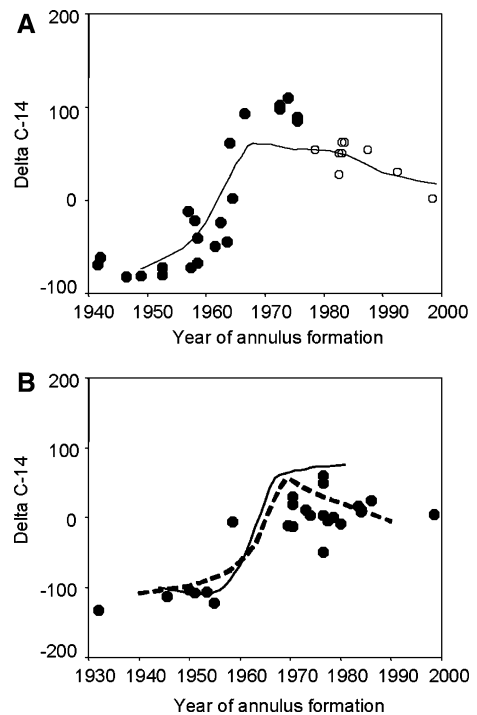 A
200
100
0
-100
Delta C-14
1940 1950 1960 1970 1980 1990 2000
Year of annulus formation
B
200
100
0
-100
-200
Delta C-14
1930 1940 1950 1960 1970 1980 1990 2000
Year of annulus formation